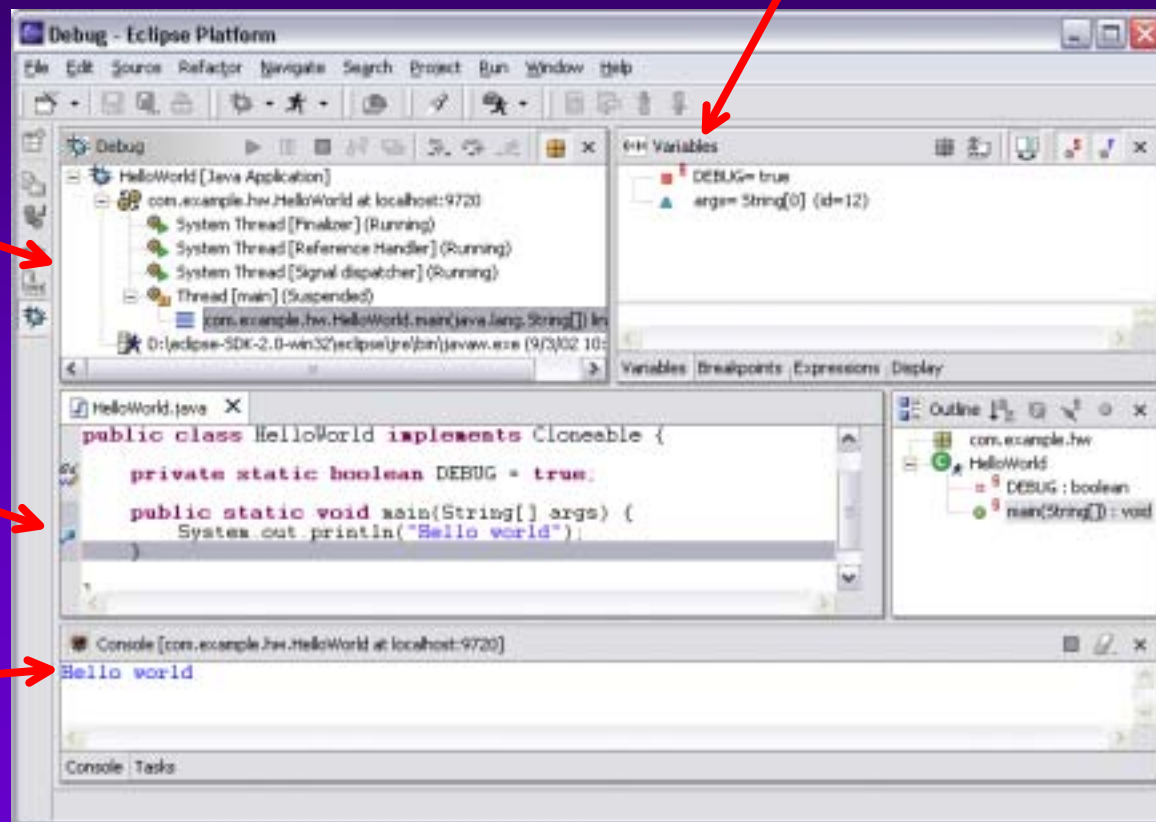 Debug - Eclipse Platform
File Edit Source Refactor Navigate Search Project Run Window Help
Debug
HelloWorld [Java Application]
com.example.hw.HelloWorld at localhost:9720
System Thread [Finalizer] (Running)
System Thread [Reference Handler] (Running)
System Thread [Signal dispatcher] (Running)
Thread [main] (Suspended)
com.example.hw.HelloWorld.main(java.lang.String[]) lin
D:\eclipse-SDK-2.0-win32\eclipse\jre\bin\javaw.exe (9/3/02 10:
Variables
DEBUG= true
args= String[0] (id=12)
Variables Breakpoints Expressions Display
HelloWorld.java
public class HelloWorld implements Cloneable {
private static boolean DEBUG = true;
public static void main(String[] args) {
System.out.println("Hello world");
}
}
Outline
com.example.hw
HelloWorld
DEBUG : boolean
main(String[]) : void
Console [com.example.hw.HelloWorld at localhost:9720]
Hello world
Console Tasks